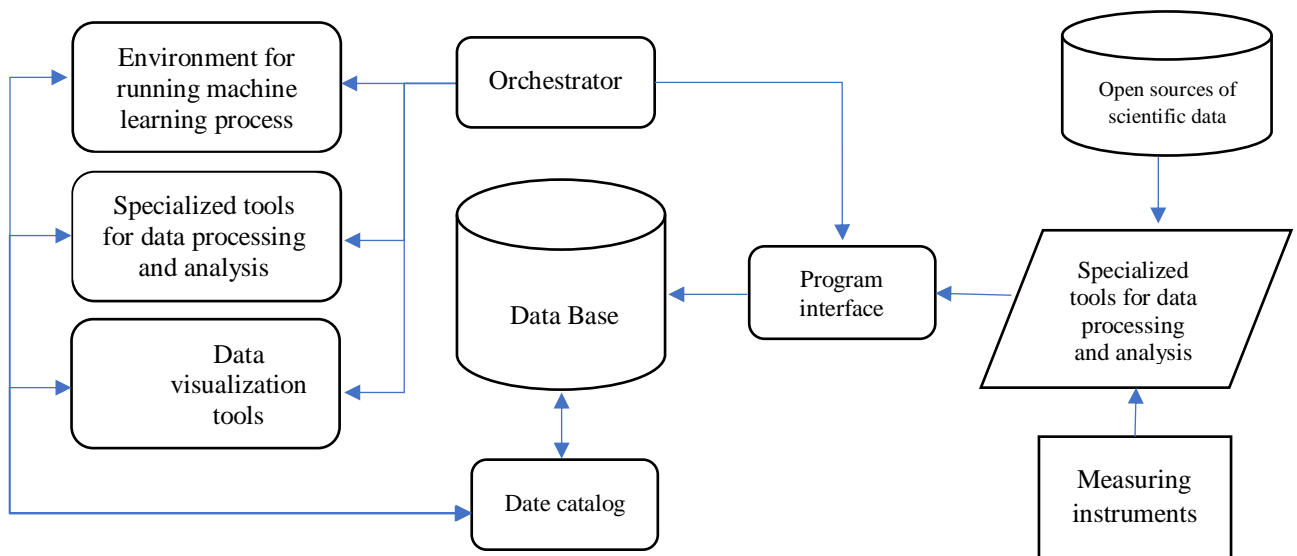 Environment for
running machine
learning process
Orchestrator
Open sources of
scientific data
Specialized tools
for data processing
and analysis
Data Base
Program
interface
Specialized
tools for data
processing
and analysis
Data
visualization
tools
Date catalog
Measuring
instruments